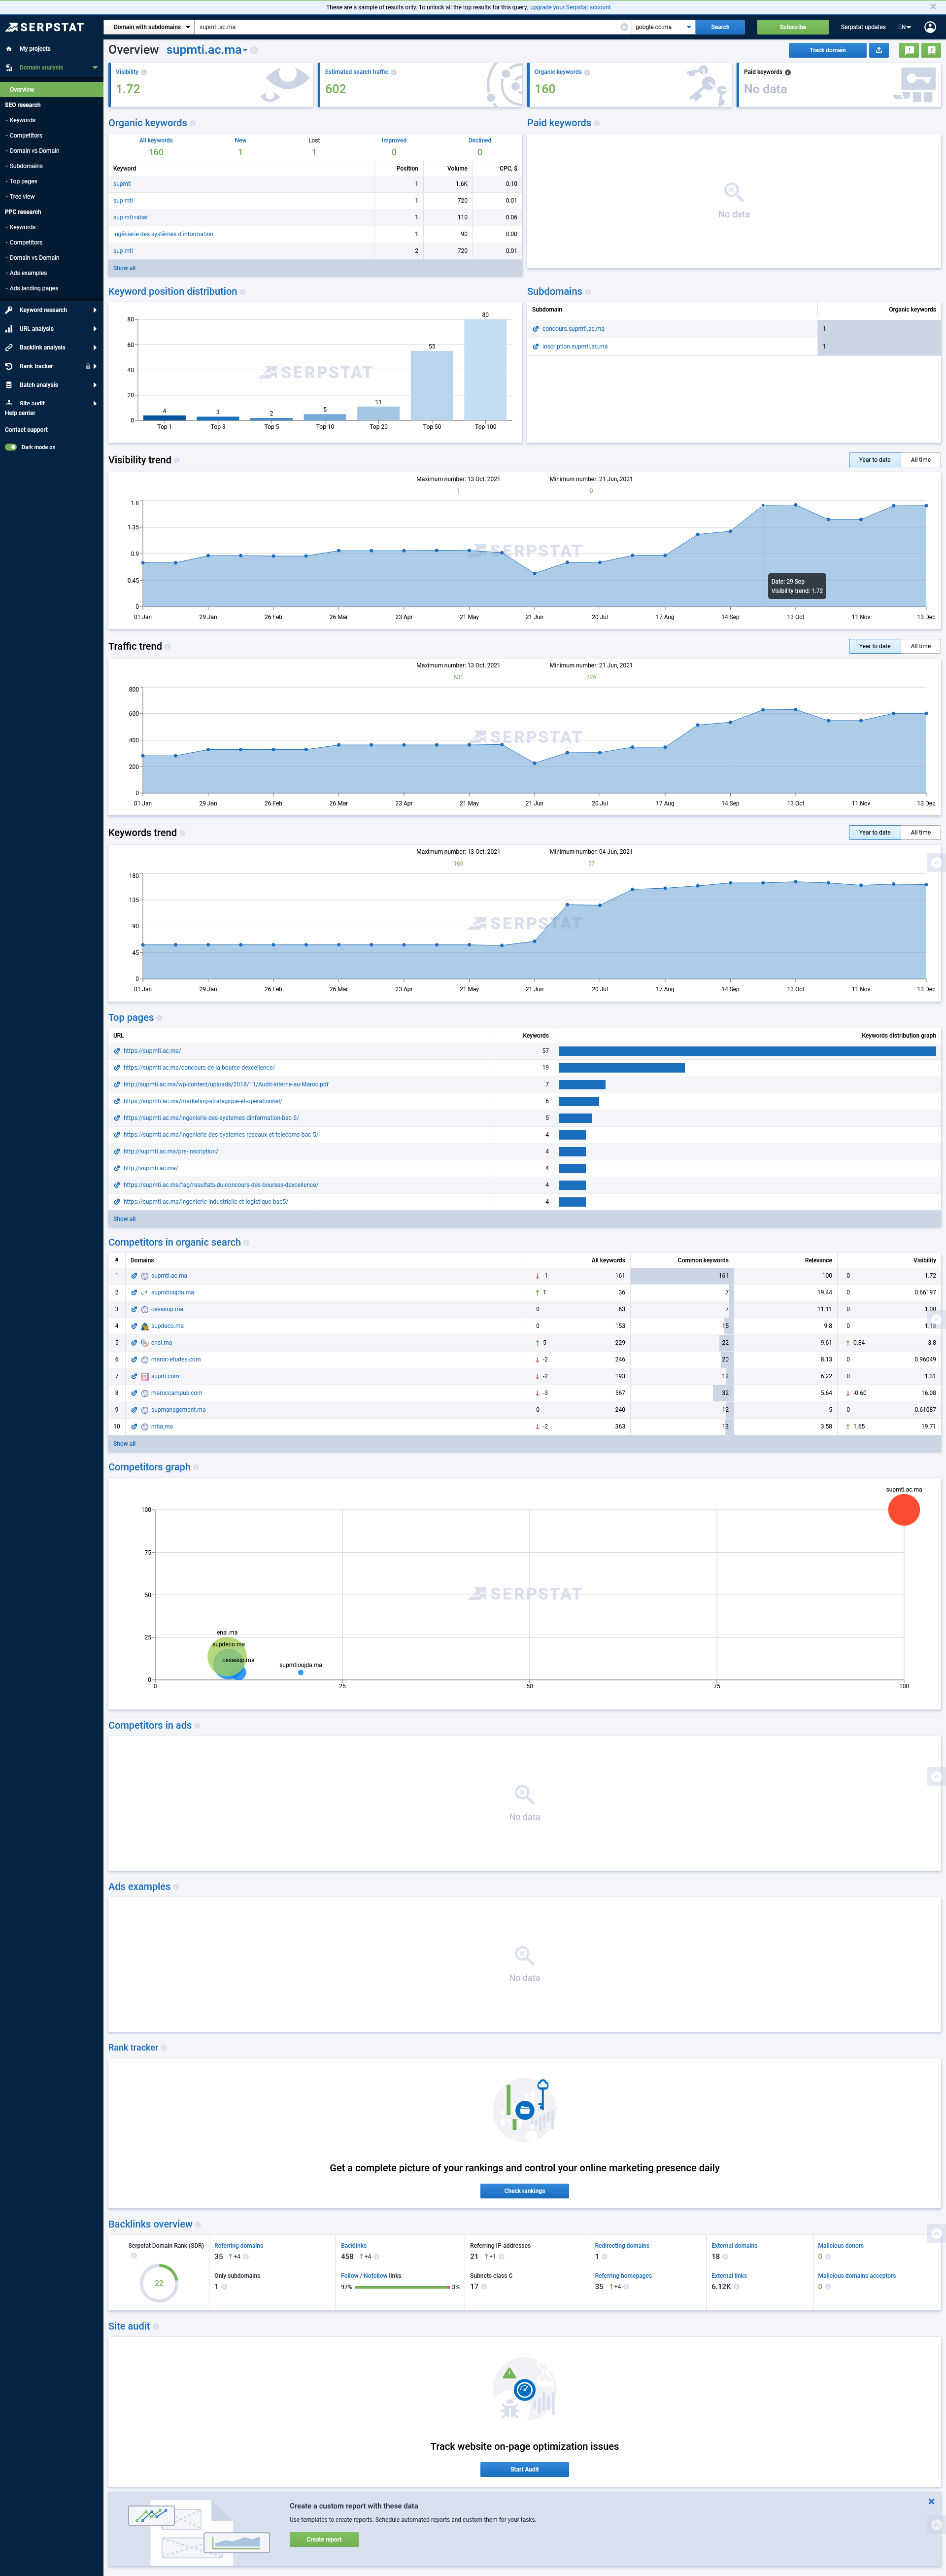 These are a sample of results only. To unlock all the top results for this query, upgrade your Serpstat account.
SERPSTAT
Domain with subdomains
supmti.ac.ma
google.co.ma
Search
Subscribe
Serpstat updates
EN
My projects
Domain analysis
Overview
SEO research
- Keywords
- Competitors
- Domain vs Domain
- Subdomains
- Top pages
- Tree view
PPC research
- Keywords
- Competitors
- Domain vs Domain
- Ads examples
- Ads landing pages
Keyword research
URL analysis
Backlink analysis
Rank tracker
Batch analysis
Site audit
Help center
Contact support
Dark mode on
Overview supmti.ac.ma
Track domain
Visibility
1.72
Estimated search traffic
602
Organic keywords
160
Paid keywords
No data
Organic keywords
All keywords New Lost Improved Declined
160 1 1 0 0
Keyword Position Volume CPC, $
supmti 1 1.6K 0.10
sup mti 1 720 0.01
sup mti rabat 1 110 0.06
ingénierie des systèmes d information 1 90 0.00
sup mti 2 720 0.01
Show all
Paid keywords
No data
Keyword position distribution
80
60
40
20
0
4 3 2 5 11 55 80
Top 1 Top 3 Top 5 Top 10 Top 20 Top 50 Top 100
SERPSTAT
Subdomains
Subdomain Organic keywords
concours.supmti.ac.ma 1
inscription.supmti.ac.ma 1
Visibility trend
Year to date All time
Maximum number: 13 Oct, 2021 Minimum number: 21 Jun, 2021
1 0
1.8
1.35
0.9
0.45
0
SERPSTAT
Date: 29 Sep
Visibility trend: 1.72
01 Jan 29 Jan 26 Feb 26 Mar 23 Apr 21 May 21 Jun 20 Jul 17 Aug 14 Sep 13 Oct 11 Nov 13 Dec
Traffic trend
Year to date All time
Maximum number: 13 Oct, 2021 Minimum number: 21 Jun, 2021
631 226
800
600
400
200
0
SERPSTAT
01 Jan 29 Jan 26 Feb 26 Mar 23 Apr 21 May 21 Jun 20 Jul 17 Aug 14 Sep 13 Oct 11 Nov 13 Dec
Keywords trend
Year to date All time
Maximum number: 13 Oct, 2021 Minimum number: 04 Jun, 2021
166 57
180
135
90
45
0
SERPSTAT
01 Jan 29 Jan 26 Feb 26 Mar 23 Apr 21 May 21 Jun 20 Jul 17 Aug 14 Sep 13 Oct 11 Nov 13 Dec
Top pages
URL Keywords Keywords distribution graph
https://supmti.ac.ma/ 57
https://supmti.ac.ma/concours-de-la-bourse-dexcellence/ 19
http://supmti.ac.ma/wp-content/uploads/2018/11/Audit-interne-au-Maroc.pdf 7
https://supmti.ac.ma/marketing-strategique-et-operationnel/ 6
https://supmti.ac.ma/ingenierie-des-systemes-dinformation-bac-5/ 5
https://supmti.ac.ma/ingenierie-des-systemes-reseaux-et-telecoms-bac-5/ 4
http://supmti.ac.ma/pre-inscription/ 4
http://supmti.ac.ma/ 4
https://supmti.ac.ma/tag/resultats-du-concours-des-bourses-dexcellence/ 4
https://supmti.ac.ma/ingenierie-industrielle-et-logistique-bac5/ 4
Show all
Competitors in organic search
# Domains All keywords Common keywords Relevance Visibility
1 supmti.ac.ma -1 161 161 100 0 1.72
2 supmtioujda.ma 1 36 7 19.44 0 0.66197
3 cesasup.ma 0 63 7 11.11 0 1.08
4 supdeco.ma 0 153 15 9.8 0 1.18
5 ensi.ma 5 229 22 9.61 0.84 3.8
6 maroc-etudes.com -2 246 20 8.13 0 0.96049
7 suprh.com -2 193 12 6.22 0 1.31
8 maroccampus.com -3 567 32 5.64 -0.60 16.08
9 supmanagement.ma 0 240 12 5 0 0.61087
10 mba.ma -2 363 13 3.58 1.65 19.71
Show all
Competitors graph
supmti.ac.ma
100
75
50
25
0
SERPSTAT
ensi.ma
supdeco.ma
cesasup.ma
supmtioujda.ma
0 25 50 75 100
Competitors in ads
No data
Ads examples
No data
Rank tracker
Get a complete picture of your rankings and control your online marketing presence daily
Check rankings
Backlinks overview
Serpstat Domain Rank (SDR)
22
Referring domains
35 +4
Only subdomains
1
Backlinks
458 +4
Follow / Nofollow links
97% 3%
Referring IP-addresses
21 +1
Subnets class C
17
Redirecting domains
1
Referring homepages
35 +4
External domains
18
External links
6.12K
Malicious donors
0
Malicious domains acceptors
0
Site audit
Track website on-page optimization issues
Start Audit
Create a custom report with these data
Use templates to create reports. Schedule automated reports and custom them for your tasks.
Create report